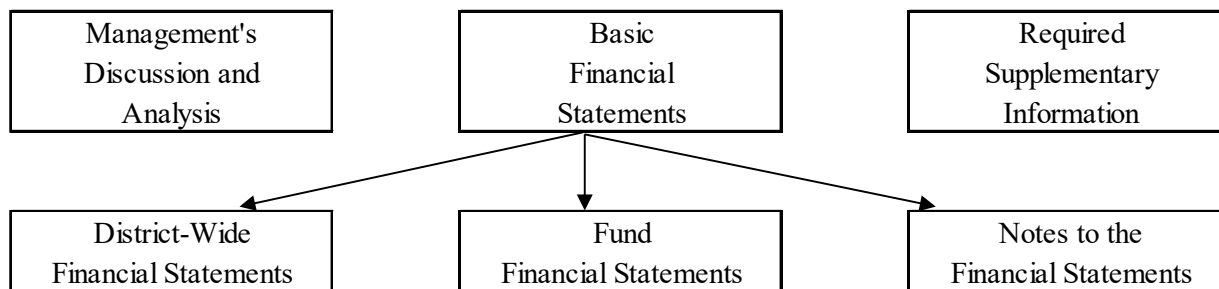 Management's
Discussion and
Analysis
Basic
Financial
Statements
Required
Supplementary
Information
District-Wide
Financial Statements
Fund
Financial Statements
Notes to the
Financial Statements